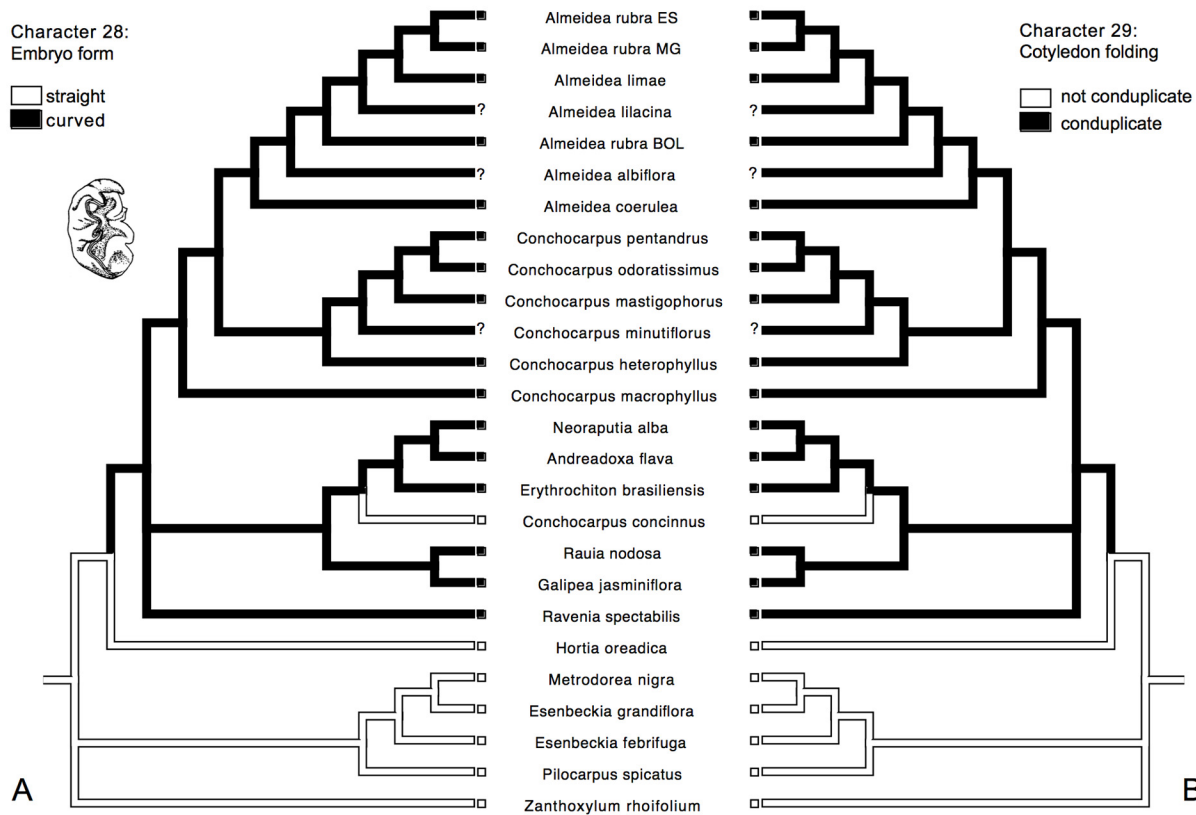 Character 28:
Embryo form
straight
curved
Character 29:
Cotyledon folding
not conduplicate
conduplicate
Almeidea rubra ES
Almeidea rubra MG
Almeidea limae
? Almeidea lilacina ?
Almeidea rubra BOL
? Almeidea albiflora ?
Almeidea coerulea
Conchocarpus pentandrus
Conchocarpus odoratissimus
Conchocarpus mastigophorus
? Conchocarpus minutiflorus ?
Conchocarpus heterophyllus
Conchocarpus macrophyllus
Neoraputia alba
Andreadoxa flava
Erythrochiton brasiliensis
Conchocarpus concinnus
Rauia nodosa
Galipea jasminiflora
Ravenia spectabilis
Hortia oreadica
Metrodorea nigra
Esenbeckia grandiflora
Esenbeckia febrifuga
Pilocarpus spicatus
Zanthoxylum rhoifolium
A
B